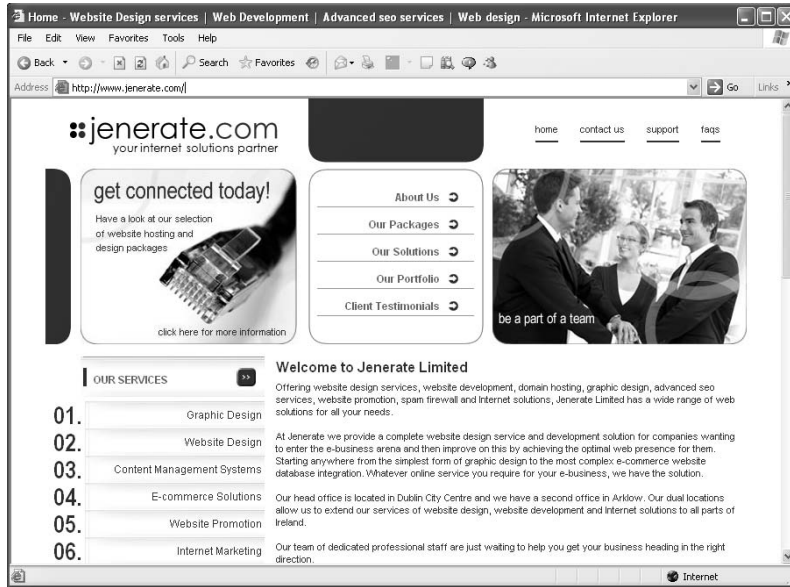 Home - Website Design services | Web Development | Advanced seo services | Web design - Microsoft Internet Explorer
File Edit View Favorites Tools Help
Back Search Favorites
Address http://www.jenerate.com/ Go Links
jenerate.com
your internet solutions partner
home contact us support faqs
get connected today!
Have a look at our selection
of website hosting and
design packages
click here for more information
About Us
Our Packages
Our Solutions
Our Portfolio
Client Testimonials
be a part of a team
OUR SERVICES
01. Graphic Design
02. Website Design
03. Content Management Systems
04. E-commerce Solutions
05. Website Promotion
06. Internet Marketing
Welcome to Jenerate Limited
Offering website design services, website development, domain hosting, graphic design, advanced seo
services, website promotion, spam firewall and Internet solutions, Jenerate Limited has a wide range of web
solutions for all your needs.
At Jenerate we provide a complete website design service and development solution for companies wanting
to enter the e-business arena and then improve on this by achieving the optimal web presence for them.
Starting anywhere from the simplest form of graphic design to the most complex e-commerce website
database integration. Whatever online service you require for your e-business, we have the solution.
Our head office is located in Dublin City Centre and we have a second office in Arklow. Our dual locations
allow us to extend our services of website design, website development and Internet solutions to all parts of
Ireland.
Our team of dedicated professional staff are just waiting to help you get your business heading in the right
direction.
Internet